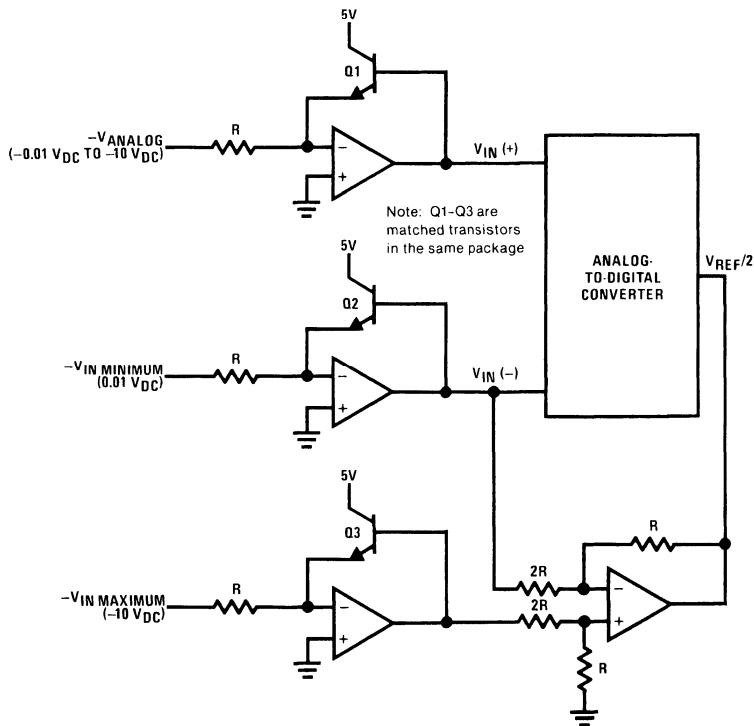 5V
Q1
R
−VANALOG
(−0.01 VDC TO −10 VDC)
−
+
VIN (+)
Note: Q1-Q3 are
matched transistors
in the same package
ANALOG-
TO-DIGITAL
CONVERTER
VREF/2
5V
Q2
R
−VIN MINIMUM
(0.01 VDC)
−
+
VIN (−)
5V
Q3
R
−VIN MAXIMUM
(−10 VDC)
−
+
R
2R
2R
−
+
R